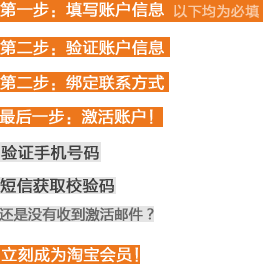 第一步：填写账户信息 以下均为必填
第二步：验证账户信息
第二步：绑定联系方式
最后一步：激活账户！
验证手机号码
短信获取校验码
还是没有收到激活邮件？
立刻成为淘宝会员！